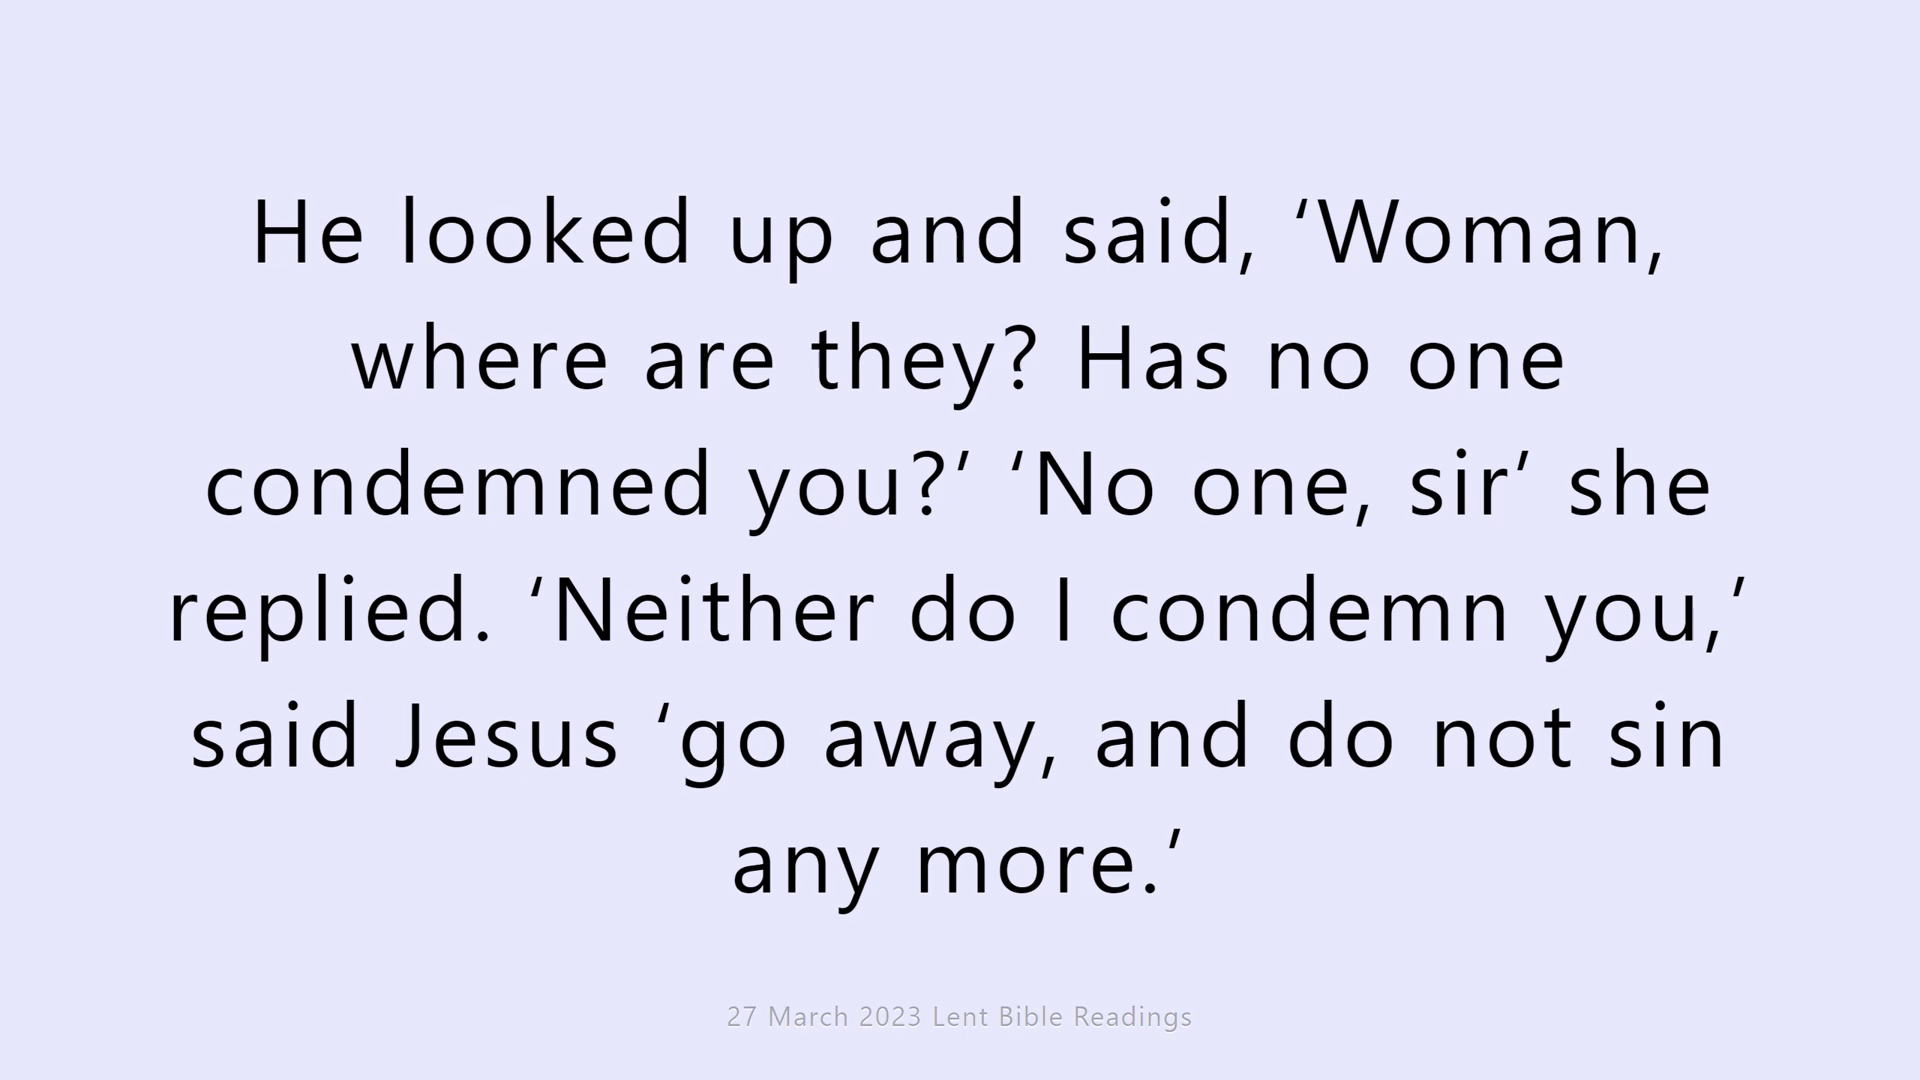 He looked up and said, ‘Woman,
where are they? Has no one
condemned you?’ ‘No one, sir’ she
replied. ‘Neither do I condemn you,’
said Jesus ‘go away, and do not sin
any more.’
27 March 2023 Lent Bible Readings